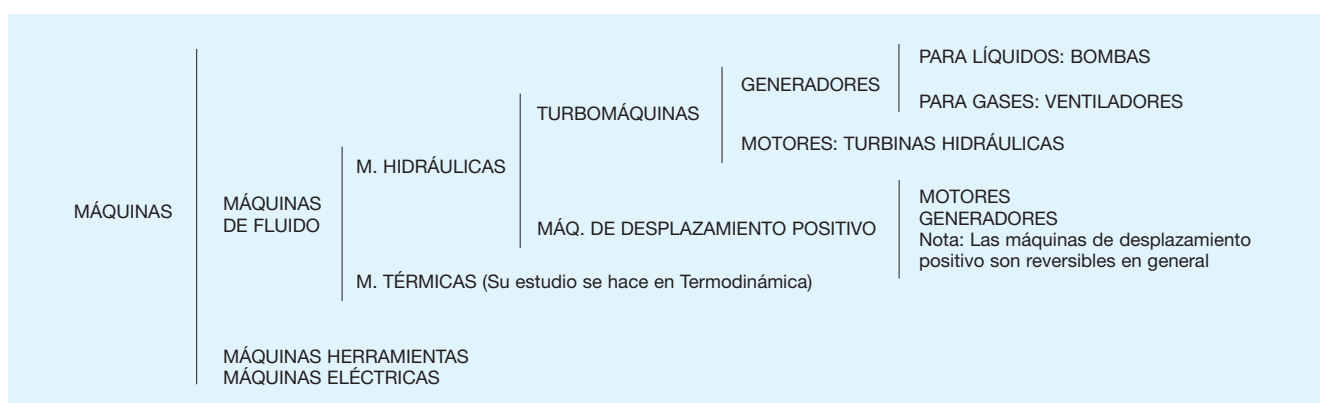 MÁQUINAS
MÁQUINAS
DE FLUIDO
M. HIDRÁULICAS
TURBOMÁQUINAS
GENERADORES
PARA LÍQUIDOS: BOMBAS
PARA GASES: VENTILADORES
MOTORES: TURBINAS HIDRÁULICAS
MÁQ. DE DESPLAZAMIENTO POSITIVO
MOTORES
GENERADORES
Nota: Las máquinas de desplazamiento
positivo son reversibles en general
M. TÉRMICAS (Su estudio se hace en Termodinámica)
MÁQUINAS HERRAMIENTAS
MÁQUINAS ELÉCTRICAS